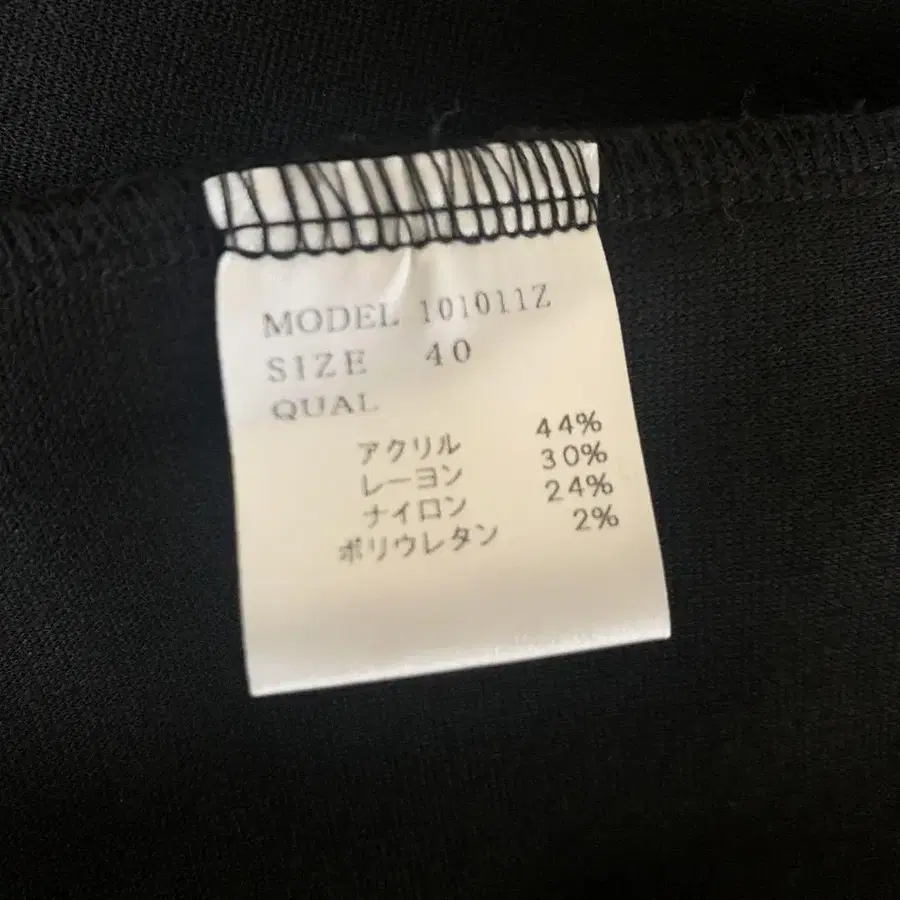 MODEL 101011Z
SIZE 40
QUAL
アクリル 44%
レーヨン 30%
ナイロン 24%
ポリウレタン 2%